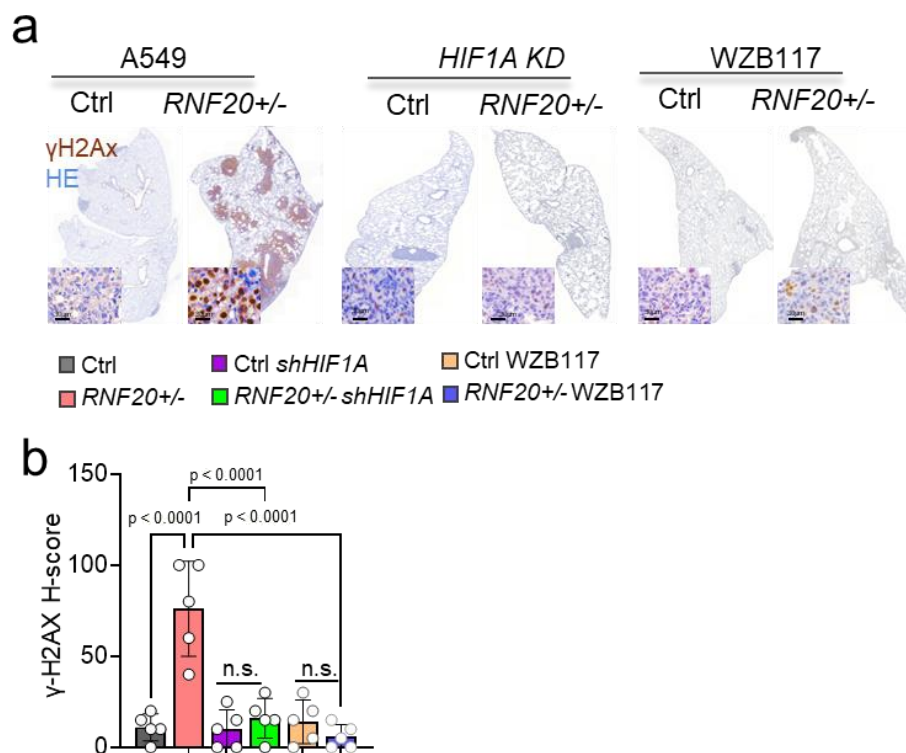 a
A549 HIF1A KD WZB117
Ctrl RNF20+/- Ctrl RNF20+/- Ctrl RNF20+/-
γH2Ax
HE
Ctrl Ctrl shHIF1A Ctrl WZB117
RNF20+/- RNF20+/- shHIF1A RNF20+/- WZB117
b
150
p < 0.0001
p < 0.0001 p < 0.0001
100
γ-H2AX H-score
50
n.s. n.s.
0